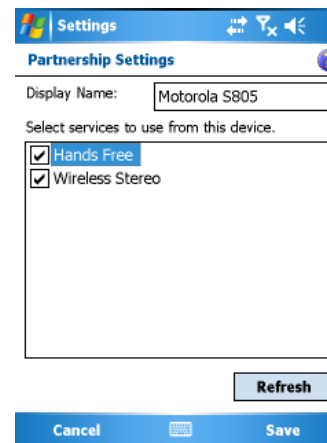 Settings
Partnership Settings
Display Name: Motorola S805
Select services to use from this device.
Hands Free
Wireless Stereo
Refresh
Cancel Save